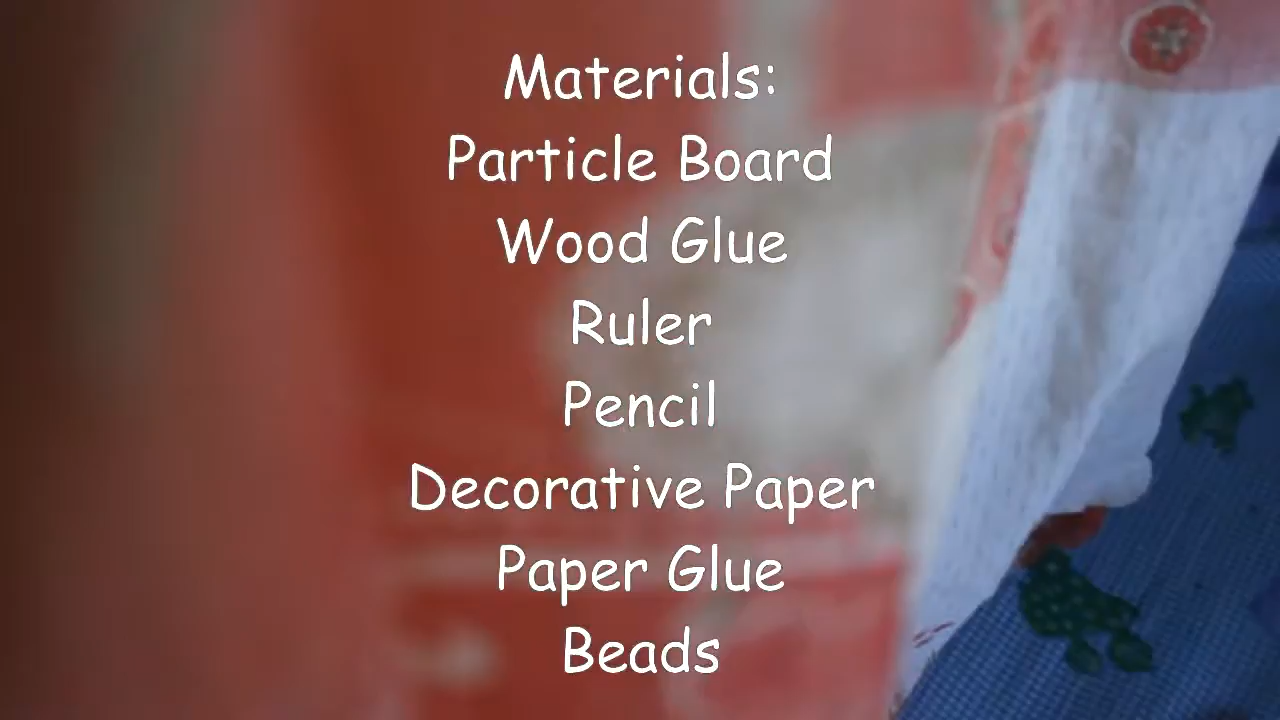 Materials:
Particle Board
Wood Glue
Ruler
Pencil
Decorative Paper
Paper Glue
Beads